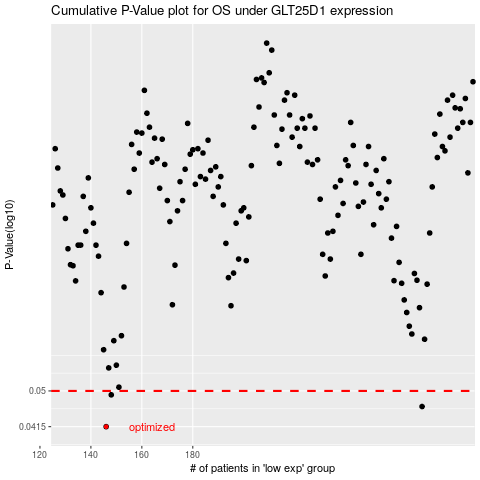 Cumulative P-Value plot for OS under GLT25D1 expression
P-Value(log10)
0.05
0.0415
optimized
120 140 160 180
# of patients in 'low exp' group